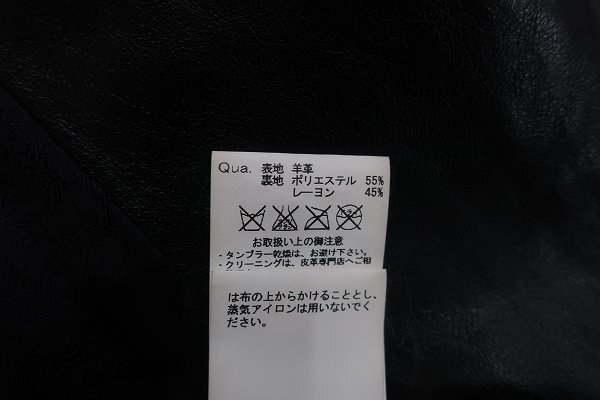 Qua. 表地 羊革
裏地 ポリエステル 55%
レーヨン 45%
お取扱い上の御注意
・タンブラー乾燥は、お避け下さい。
・クリーニングは、皮革専門店へご相
は布の上からかけることとし、
蒸気アイロンは用いないでく
ださい。